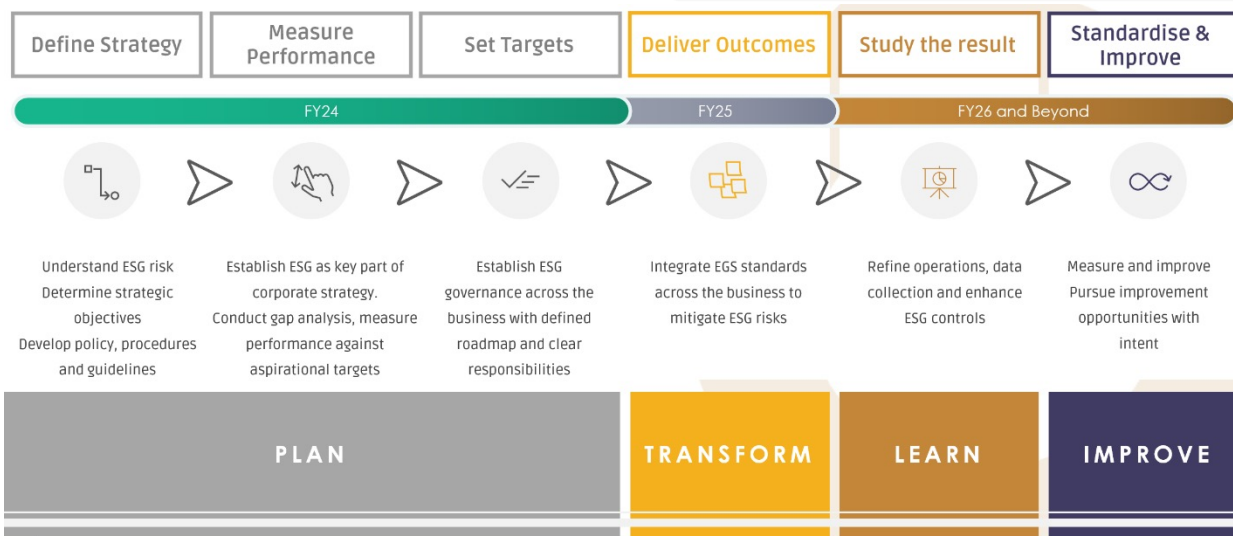 Define Strategy
Measure
Performance
Set Targets
Deliver Outcomes
Study the result
Standardise &
Improve
FY24
FY25
FY26 and Beyond
Understand ESG risk
Determine strategic
objectives
Develop policy, procedures
and guidelines
Establish ESG as key part of
corporate strategy.
Conduct gap analysis, measure
performance against
aspirational targets
Establish ESG
governance across the
business with defined
roadmap and clear
responsibilities
Integrate EGS standards
across the business to
mitigate ESG risks
Refine operations, data
collection and enhance
ESG controls
Measure and improve
Pursue improvement
opportunities with
intent
PLAN
TRANSFORM
LEARN
IMPROVE